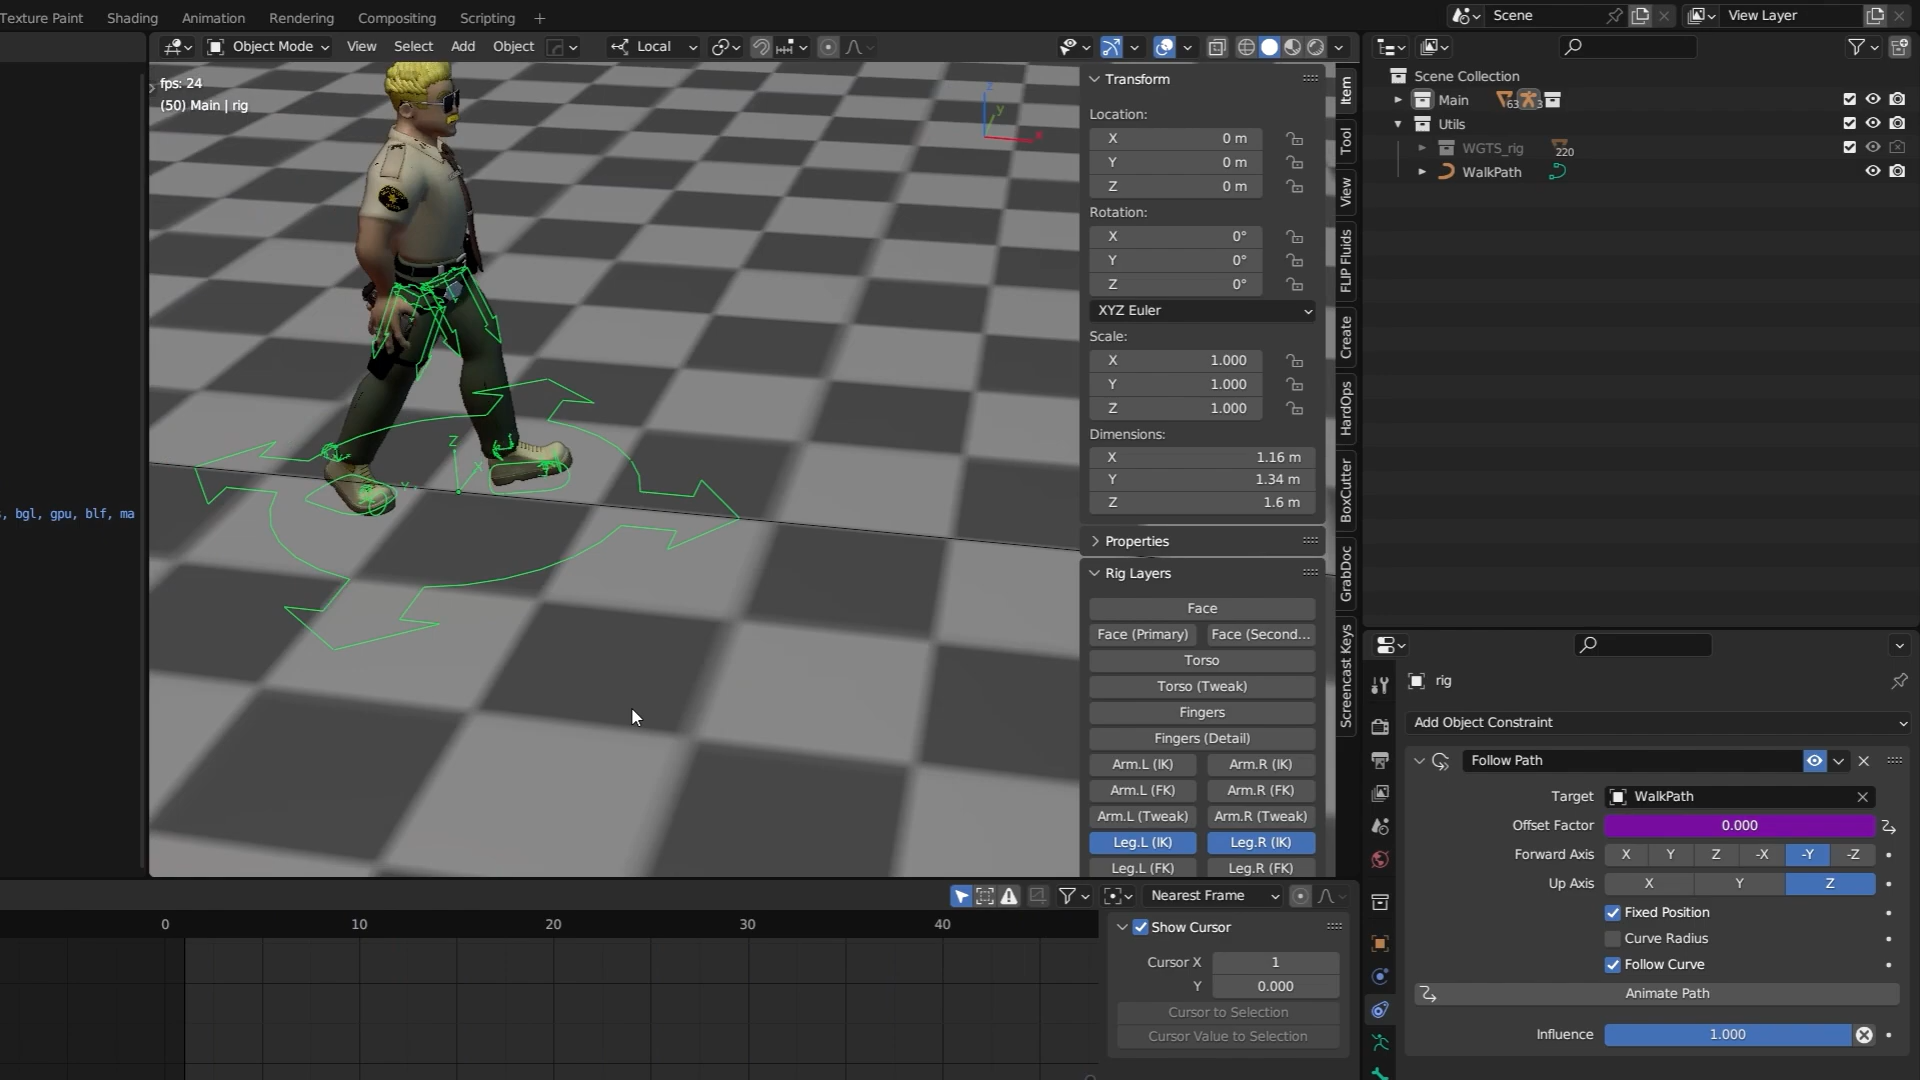 Texture Paint Shading Animation Rendering Compositing Scripting +
Scene View Layer
Object Mode View Select Add Object Local
fps: 24
(50) Main | rig
s, bgl, gpu, blf, ma
Z
Y
X
Z
X
Y
Transform
Location:
X 0 m
Y 0 m
Z 0 m
Rotation:
X 0°
Y 0°
Z 0°
XYZ Euler
Scale:
X 1.000
Y 1.000
Z 1.000
Dimensions:
X 1.16 m
Y 1.34 m
Z 1.6 m
Properties
Rig Layers
Face
Face (Primary) Face (Second...
Torso
Torso (Tweak)
Fingers
Fingers (Detail)
Arm.L (IK) Arm.R (IK)
Arm.L (FK) Arm.R (FK)
Arm.L (Tweak) Arm.R (Tweak)
Leg.L (IK) Leg.R (IK)
Leg.L (FK) Leg.R (FK)
Item
Tool
View
FLIP Fluids
Create
HardOps
BoxCutter
GrabDoc
Screencast Keys
Scene Collection
Main 63 3
Utils
WGTS_rig 220
WalkPath
rig
Add Object Constraint
Follow Path
Target WalkPath
Offset Factor 0.000
Forward Axis X Y Z -X -Y -Z
Up Axis X Y Z
Fixed Position
Curve Radius
Follow Curve
Animate Path
Influence 1.000
Nearest Frame
0 10 20 30 40
Show Cursor
Cursor X 1
Y 0.000
Cursor to Selection
Cursor Value to Selection